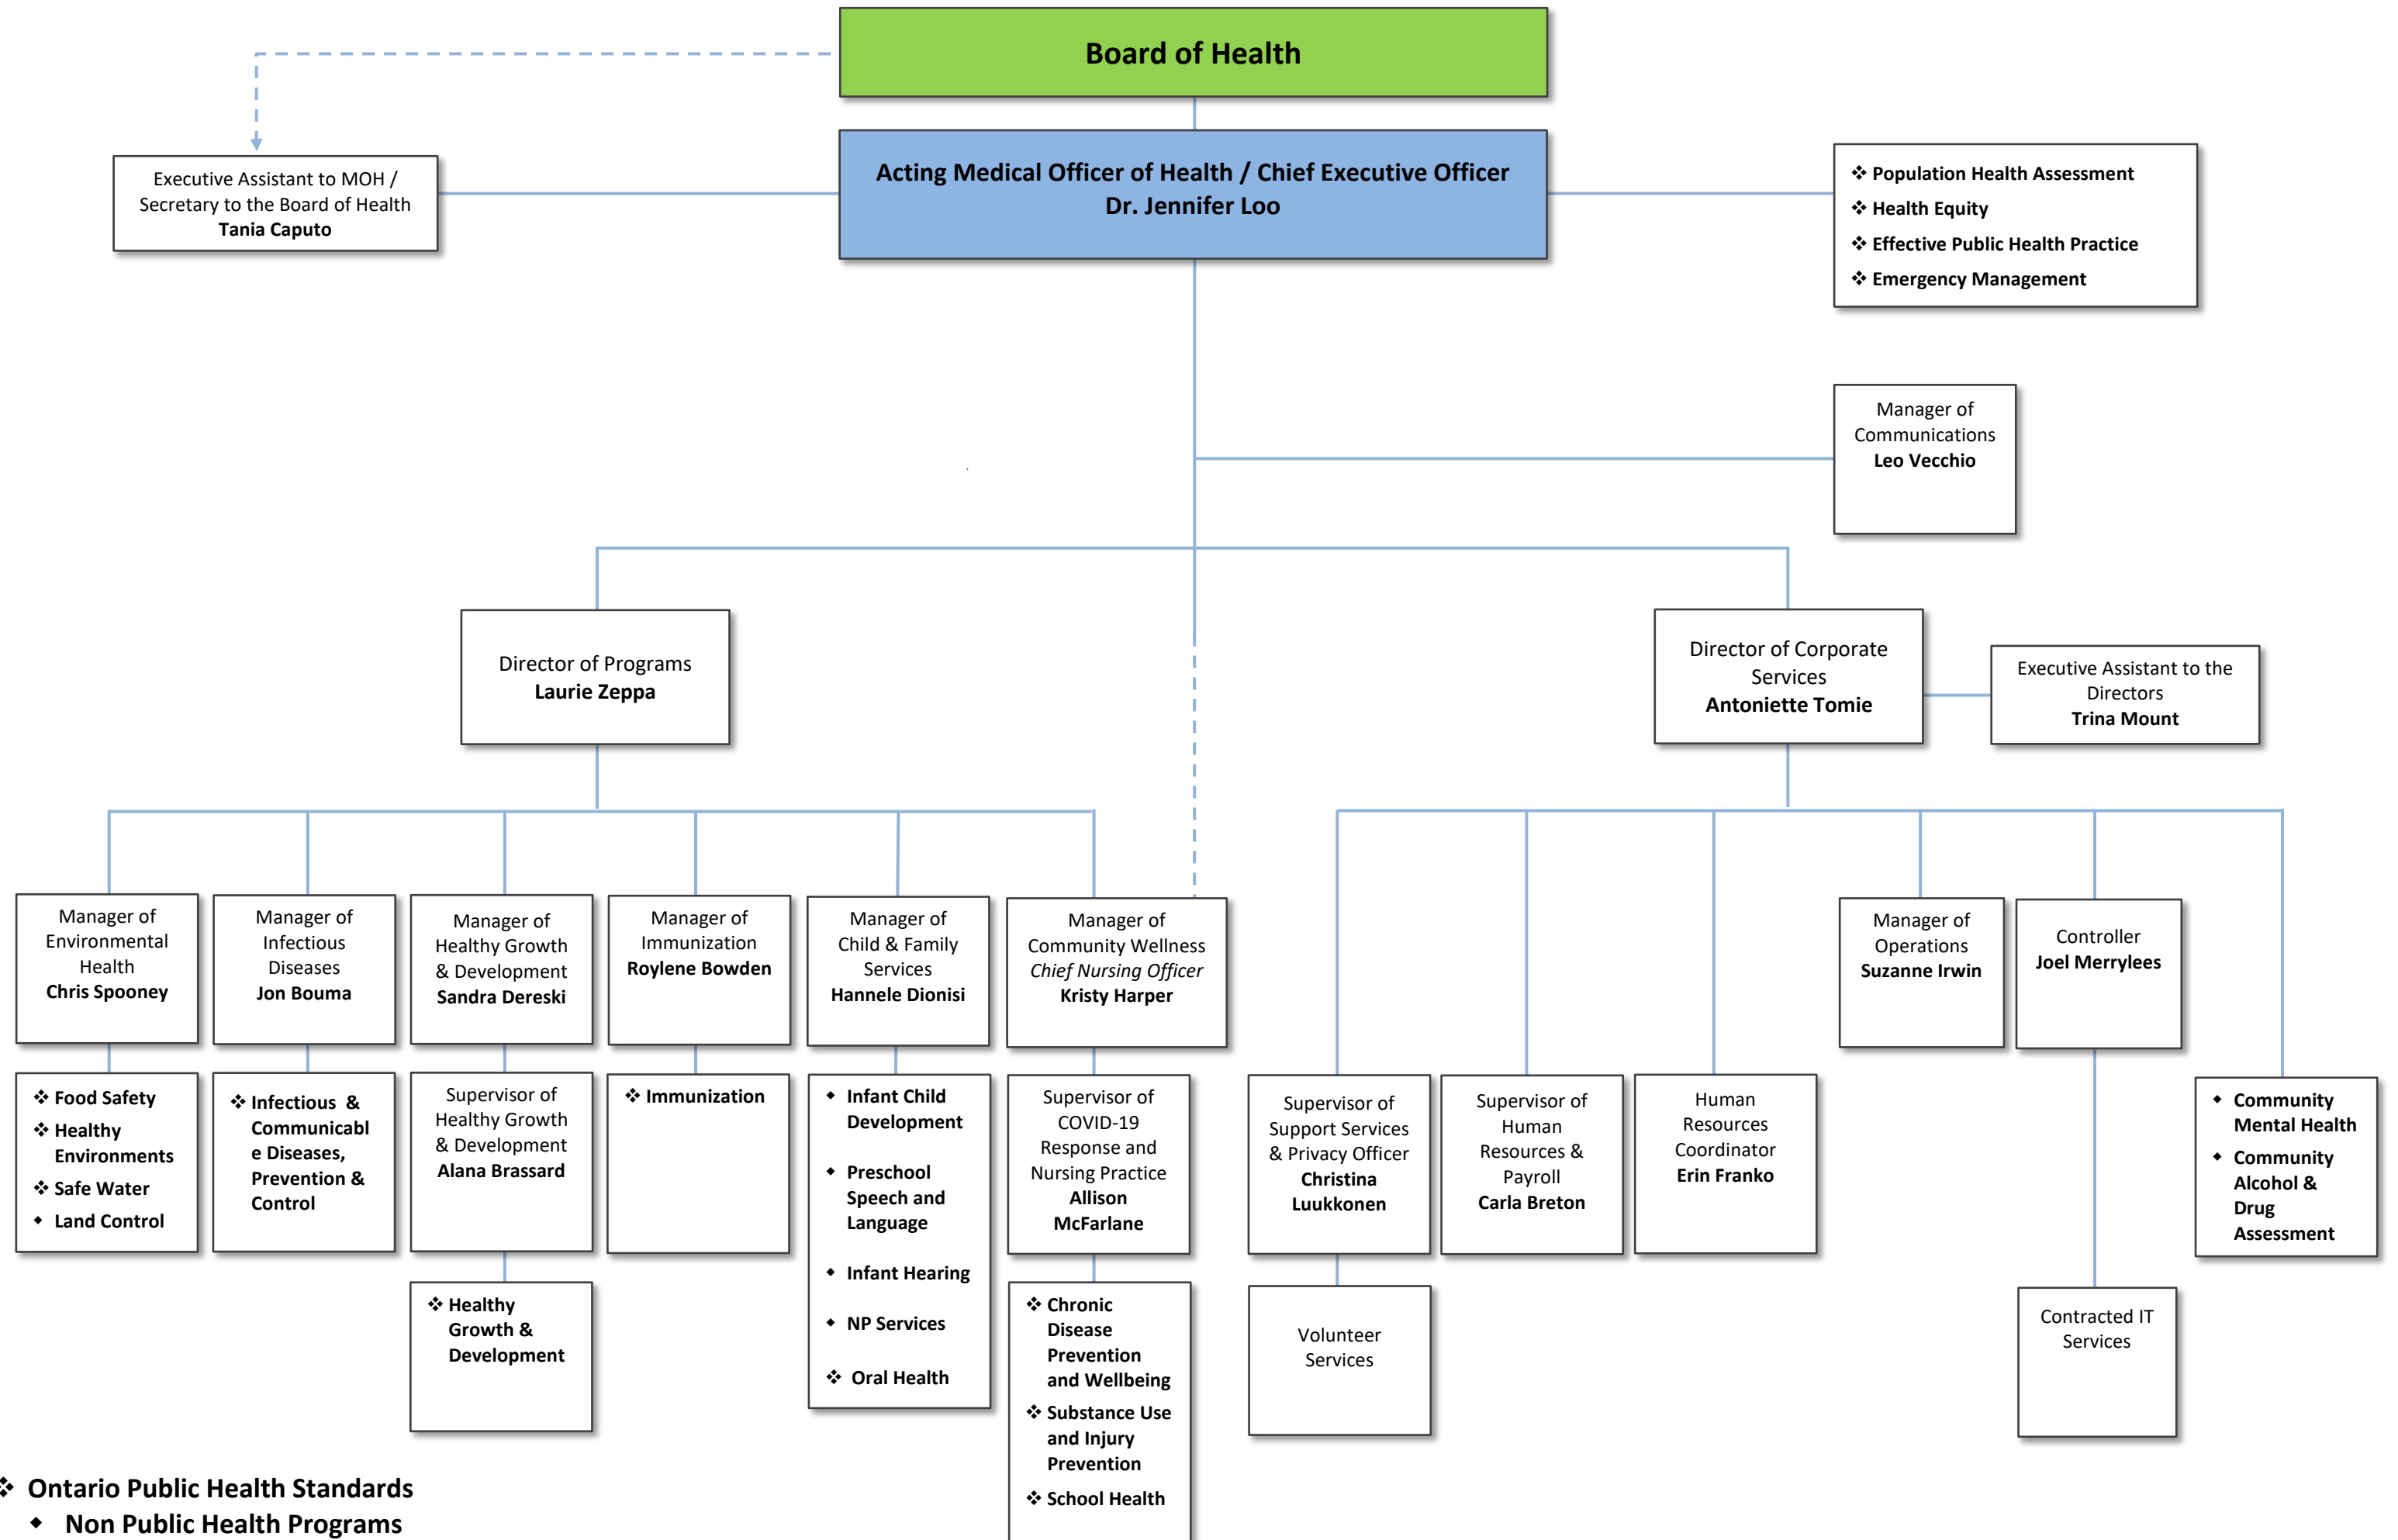 Board of Health
Acting Medical Officer of Health / Chief Executive Officer
Dr. Jennifer Loo
Executive Assistant to MOH /
Secretary to the Board of Health
Tania Caputo
❖ Population Health Assessment
❖ Health Equity
❖ Effective Public Health Practice
❖ Emergency Management
Manager of
Communications
Leo Vecchio
Director of Programs
Laurie Zeppa
Director of Corporate
Services
Antoniette Tomie
Executive Assistant to the
Directors
Trina Mount
Manager of
Environmental
Health
Chris Spooney
Manager of
Infectious
Diseases
Jon Bouma
Manager of
Healthy Growth
& Development
Sandra Dereski
Manager of
Immunization
Roylene Bowden
Manager of
Child & Family
Services
Hannele Dionisi
Manager of
Community Wellness
Chief Nursing Officer
Kristy Harper
Manager of
Operations
Suzanne Irwin
Controller
Joel Merrylees
❖ Food Safety
❖ Healthy
Environments
❖ Safe Water
◆ Land Control
❖ Infectious &
Communicabl
e Diseases,
Prevention &
Control
Supervisor of
Healthy Growth
& Development
Alana Brassard
❖ Immunization
◆ Infant Child
Development
◆ Preschool
Speech and
Language
◆ Infant Hearing
◆ NP Services
❖ Oral Health
Supervisor of
COVID-19
Response and
Nursing Practice
Allison
McFarlane
Supervisor of
Support Services
& Privacy Officer
Christina
Luukkonen
Supervisor of
Human
Resources &
Payroll
Carla Breton
Human
Resources
Coordinator
Erin Franko
◆ Community
Mental Health
◆ Community
Alcohol &
Drug
Assessment
❖ Healthy
Growth &
Development
❖ Chronic
Disease
Prevention
and Wellbeing
❖ Substance Use
and Injury
Prevention
❖ School Health
Volunteer
Services
Contracted IT
Services
❖ Ontario Public Health Standards
◆ Non Public Health Programs